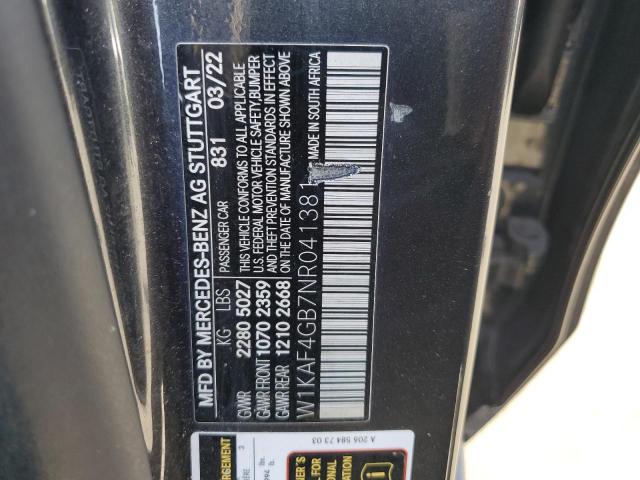 MFD BY MERCEDES-BENZ AG STUTTGART
PASSENGER CAR 831 03/22
KG LBS
GVWR 2280 5027
GAWR FRONT 1070 2359
GAWR REAR 1210 2668
THIS VEHICLE CONFORMS TO ALL APPLICABLE
U.S. FEDERAL MOTOR VEHICLE SAFETY, BUMPER
AND THEFT PREVENTION STANDARDS IN EFFECT
ON THE DATE OF MANUFACTURE SHOWN ABOVE
W1KAF4GB7NR041381
MADE IN SOUTH AFRICA
A 206 584 73 03